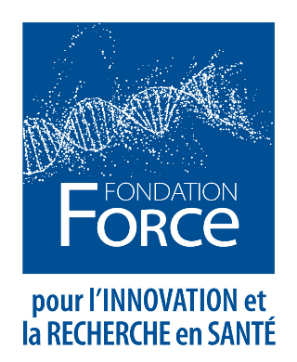 FONDATION
FORCe
pour l'INNOVATION et
la RECHERCHE en SANTÉ